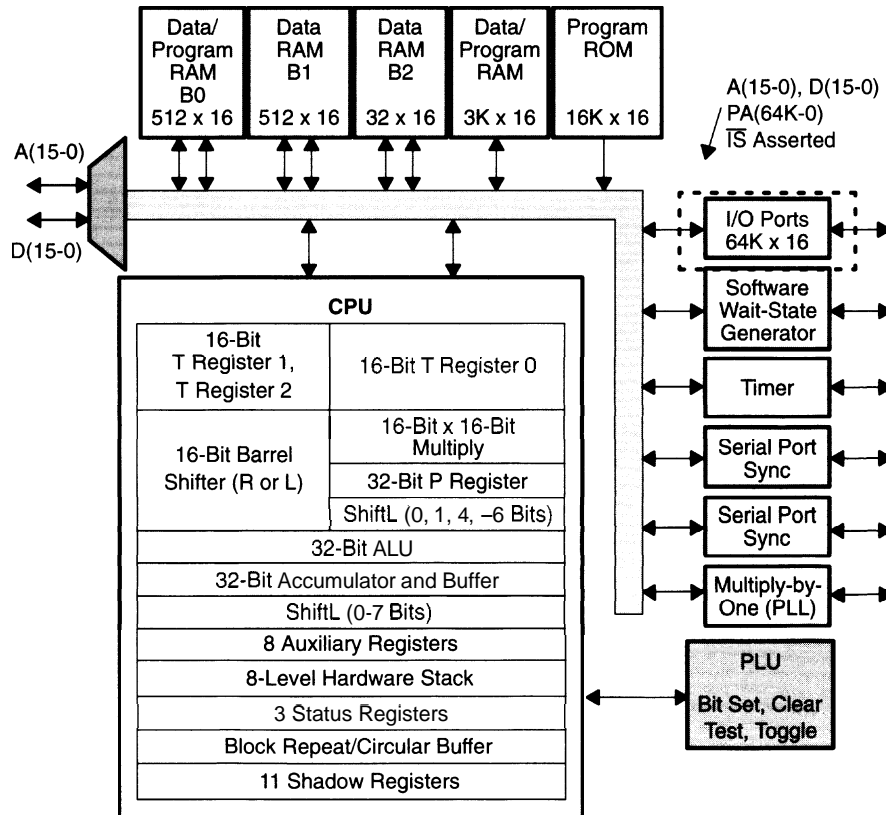 Data/
Program
RAM
B0
512 x 16
Data
RAM
B1
512 x 16
Data
RAM
B2
32 x 16
Data/
Program
RAM
3K x 16
Program
ROM
16K x 16
A(15-0), D(15-0)
PA(64K-0)
IS Asserted
A(15-0)
D(15-0)
I/O Ports
64K x 16
Software
Wait-State
Generator
Timer
Serial Port
Sync
Serial Port
Sync
Multiply-by-
One (PLL)
PLU
Bit Set, Clear
Test, Toggle
CPU
16-Bit
T Register 1,
T Register 2
16-Bit T Register 0
16-Bit Barrel
Shifter (R or L)
16-Bit x 16-Bit
Multiply
32-Bit P Register
ShiftL (0, 1, 4, –6 Bits)
32-Bit ALU
32-Bit Accumulator and Buffer
ShiftL (0-7 Bits)
8 Auxiliary Registers
8-Level Hardware Stack
3 Status Registers
Block Repeat/Circular Buffer
11 Shadow Registers